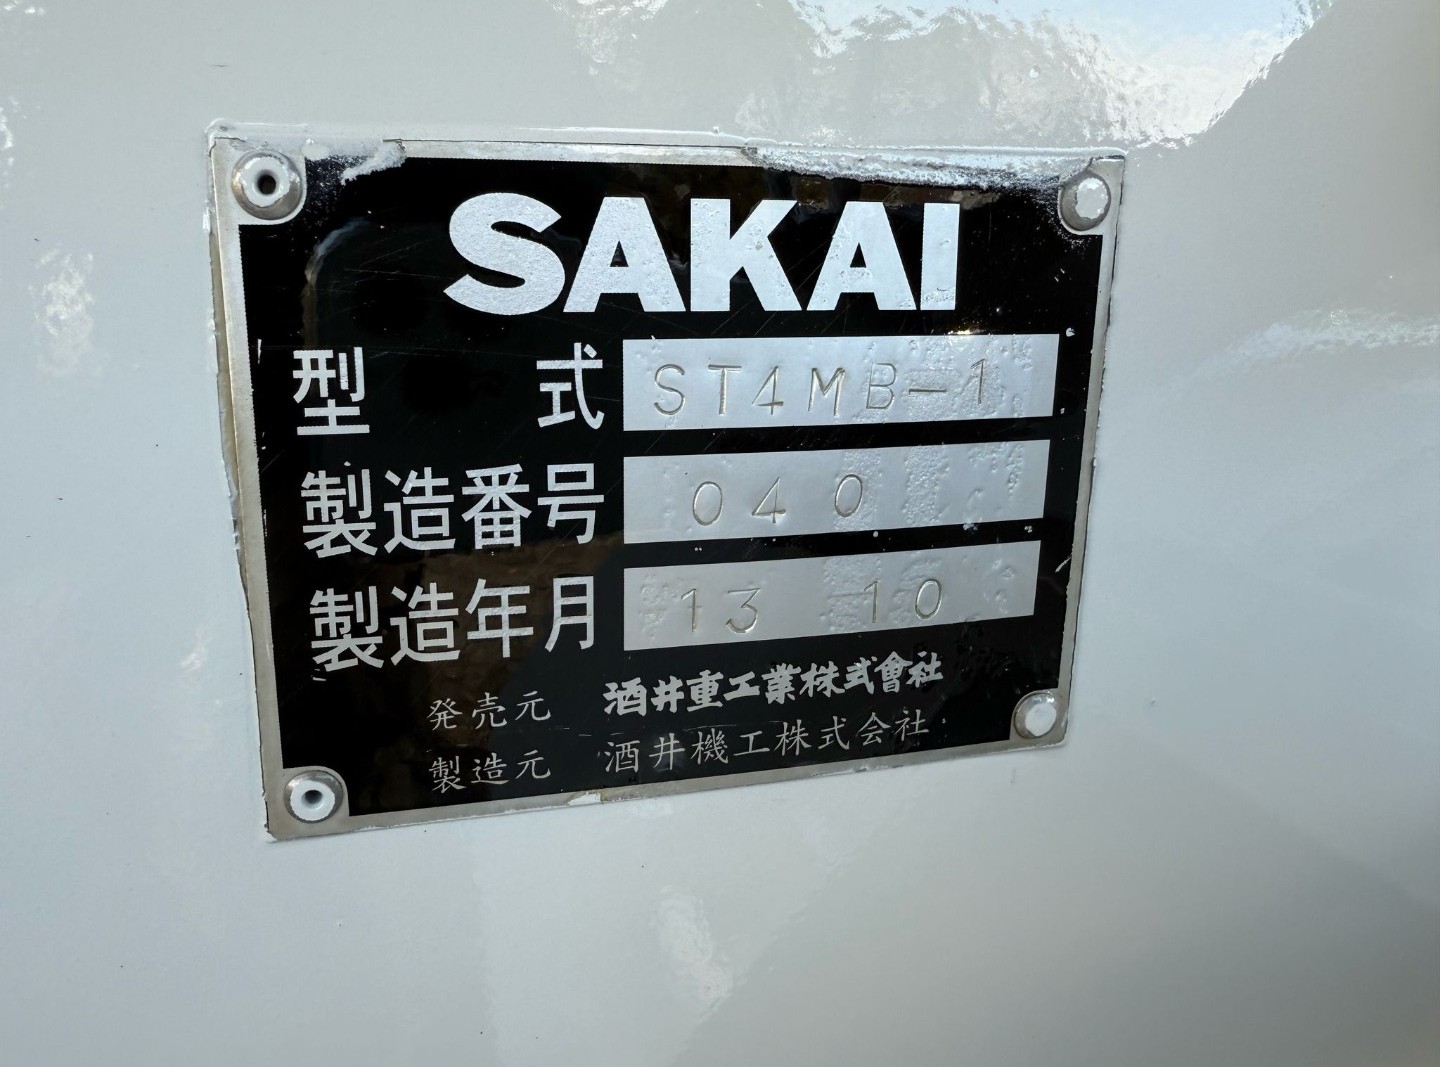 SAKAI
型式 ST4MB-1
製造番号 040
製造年月 13 10
発売元 酒井重工業株式會社
製造元 酒井機工株式会社